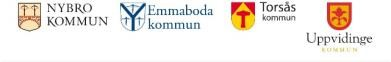 NYBRO
KOMMUN
Emmaboda
kommun
Torsås
kommun
Uppvidinge
KOMMUN